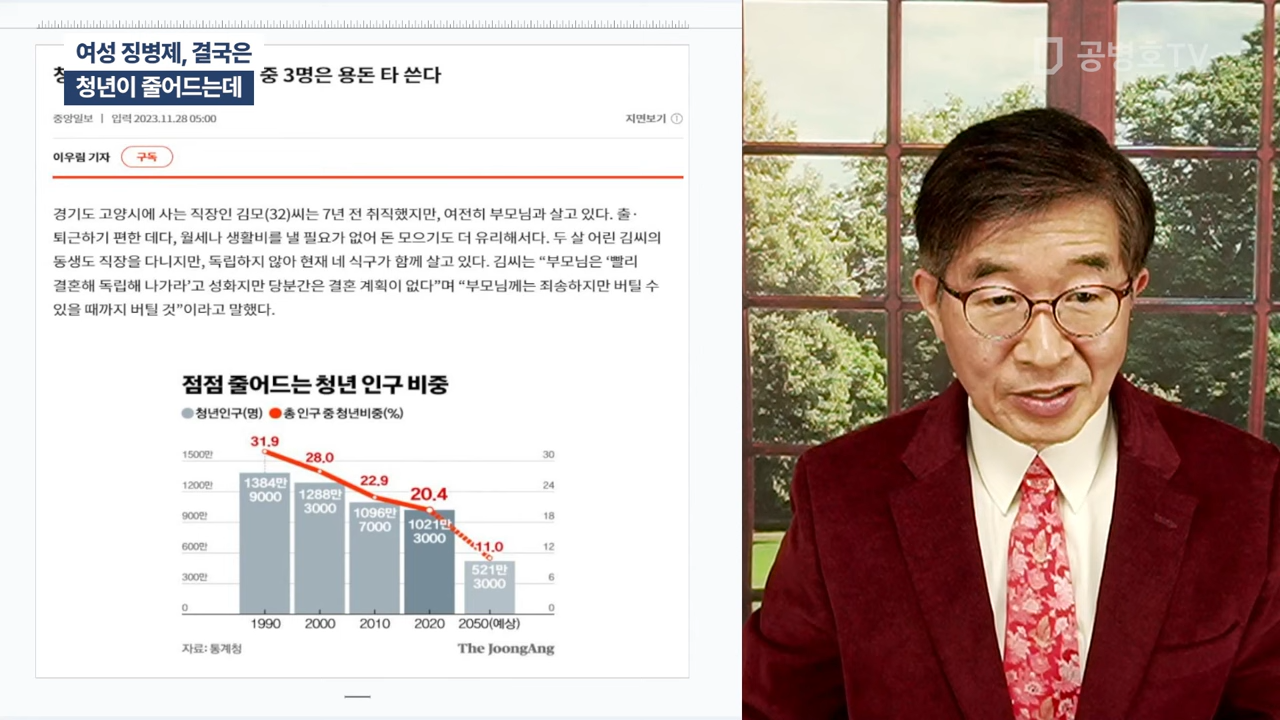 여성 징병제, 결국은
청년이 줄어드는데
중 3명은 용돈 타 쓴다
中央일보 | 입력 2023.11.28 05:00
지면보기
이우림 기자
구독
경기도 고양시에 사는 직장인 김모(32)씨는 7년 전 취직했지만, 여전히 부모님과 살고 있다. 출·
퇴근하기 편한 데다, 월세나 생활비를 낼 필요가 없어 돈 모으기도 더 유리해서다. 두 살 어린 김씨의
동생도 직장을 다니지만, 독립하지 않아 현재 네 식구가 함께 살고 있다. 김씨는 “부모님은 ‘빨리
결혼해 독립해 나가라’고 성화지만 당분간은 결혼 계획이 없다”며 “부모님께는 죄송하지만 버틸 수
있을 때까지 버틸 것”이라고 말했다.
점점 줄어드는 청년 인구 비중
청년인구(명) 총 인구 중 청년비중(%)
31.9
28.0
22.9
20.4
11.0
1500만
1200만
900만
600만
300만
0
1384만
9000
1288만
3000
1096만
7000
1021만
3000
521만
3000
30
24
18
12
6
0
1990 2000 2010 2020 2050(예상)
자료: 통계청
The JoongAng
공병호TV